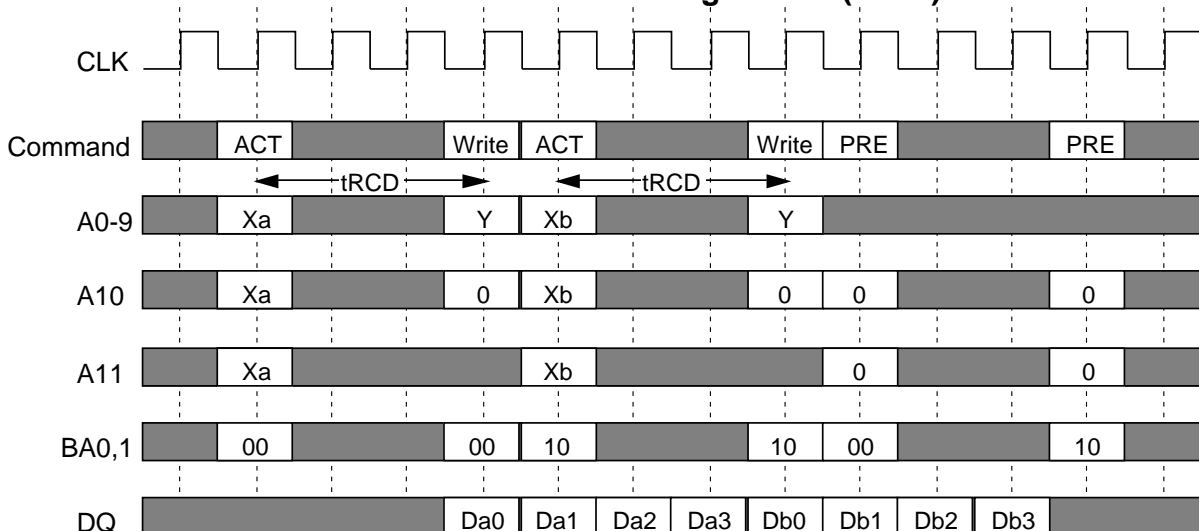 CLK
Command ACT Write ACT Write PRE PRE
tRCD tRCD
A0-9 Xa Y Xb Y
A10 Xa 0 Xb 0 0 0
A11 Xa Xb 0 0
BA0,1 00 00 10 10 00 10
DQ Da0 Da1 Da2 Da3 Db0 Db1 Db2 Db3